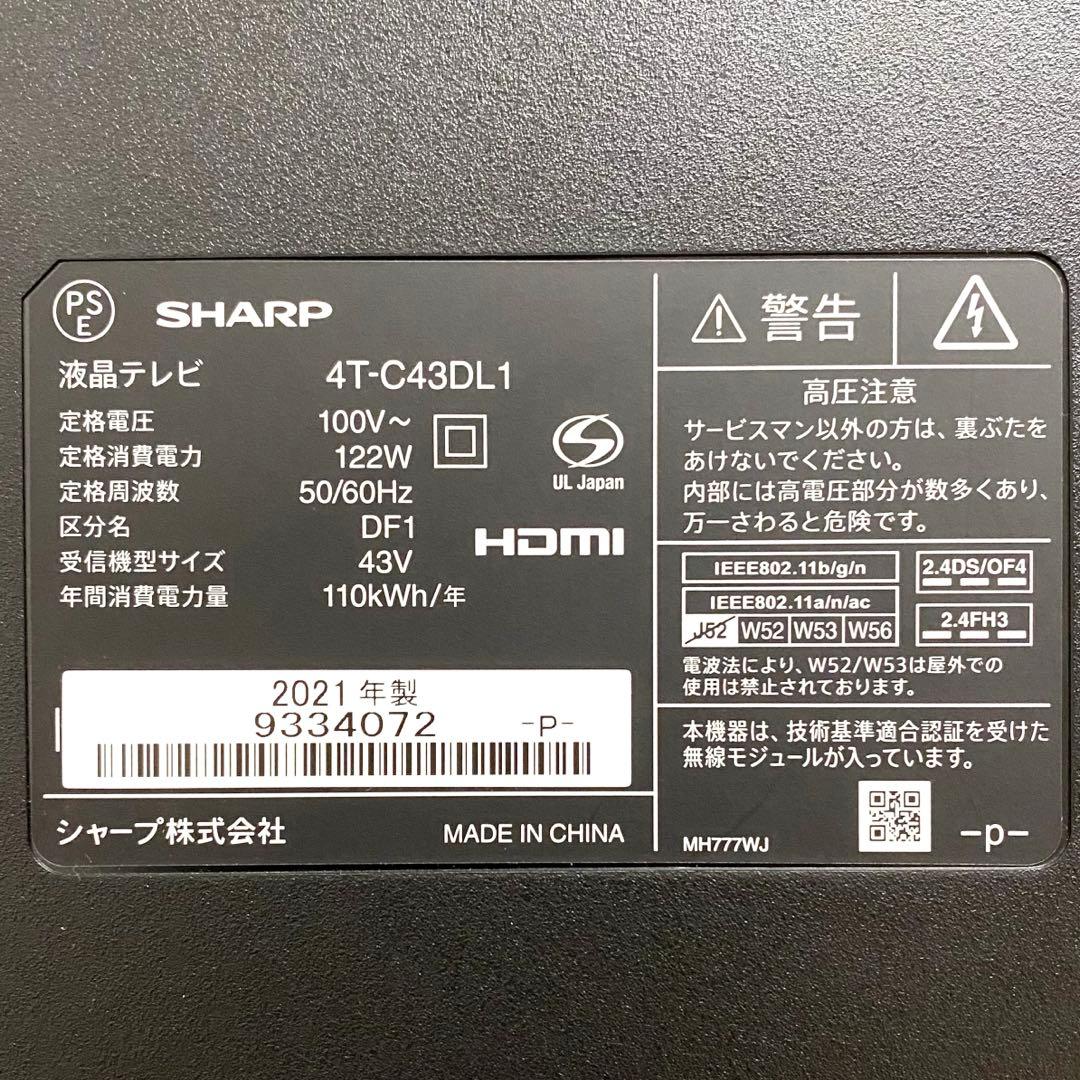 PSE
SHARP
液晶テレビ 4T-C43DL1
定格電圧 100V~
定格消費電力 122W
定格周波数 50/60Hz
区分名 DF1
受信機型サイズ 43V
年間消費電力量 110kWh/年
UL Japan
HDMI
2021年製
9334072 -P-
シャープ株式会社 MADE IN CHINA
警告
高圧注意
サービスマン以外の方は、裏ぶたを
あけないでください。
内部には高電圧部分が数多くあり、
万一さわると危険です。
IEEE802.11b/g/n
IEEE802.11a/n/ac
J52 W52 W53 W56
2.4DS/OF4
2.4FH3
電波法により、W52/W53は屋外での
使用は禁止されております。
本機器は、技術基準適合認証を受けた
無線モジュールが入っています。
MH777WJ -p-